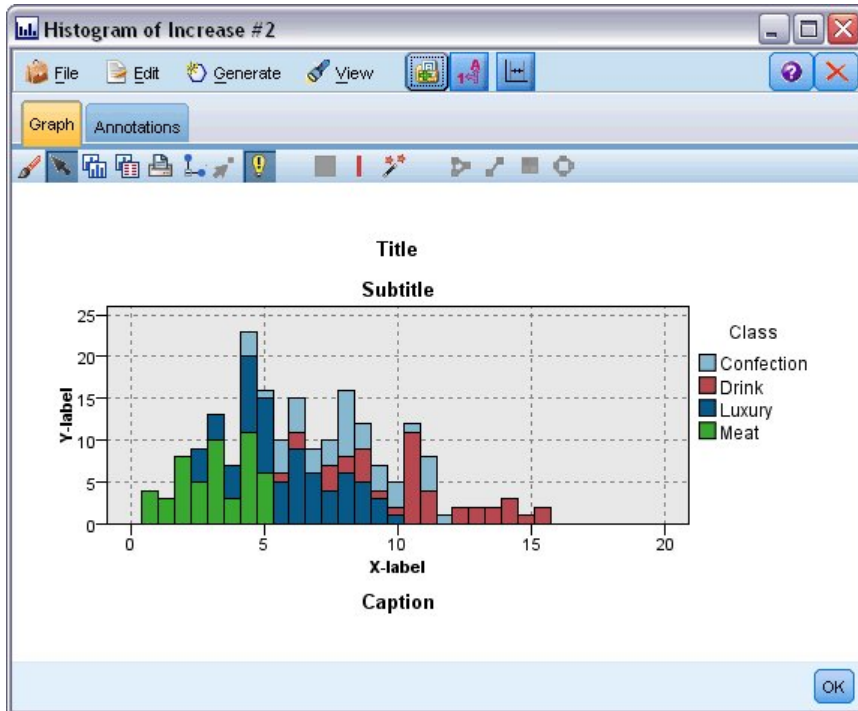 Histogram of Increase #2
File Edit Generate View
Graph Annotations
Title
Subtitle
25
20
15
10
5
0
Y-label
0 5 10 15 20
X-label
Caption
Class
Confection
Drink
Luxury
Meat
OK